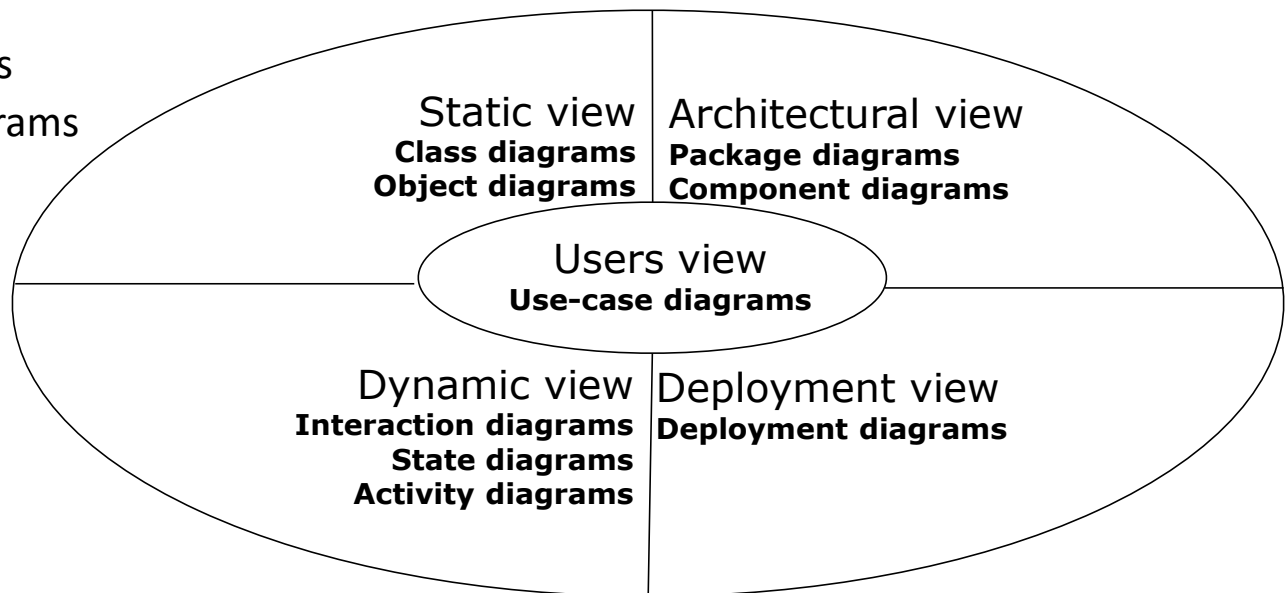 Static view
Class diagrams
Object diagrams
Architectural view
Package diagrams
Component diagrams
Users view
Use-case diagrams
Dynamic view
Interaction diagrams
State diagrams
Activity diagrams
Deployment view
Deployment diagrams